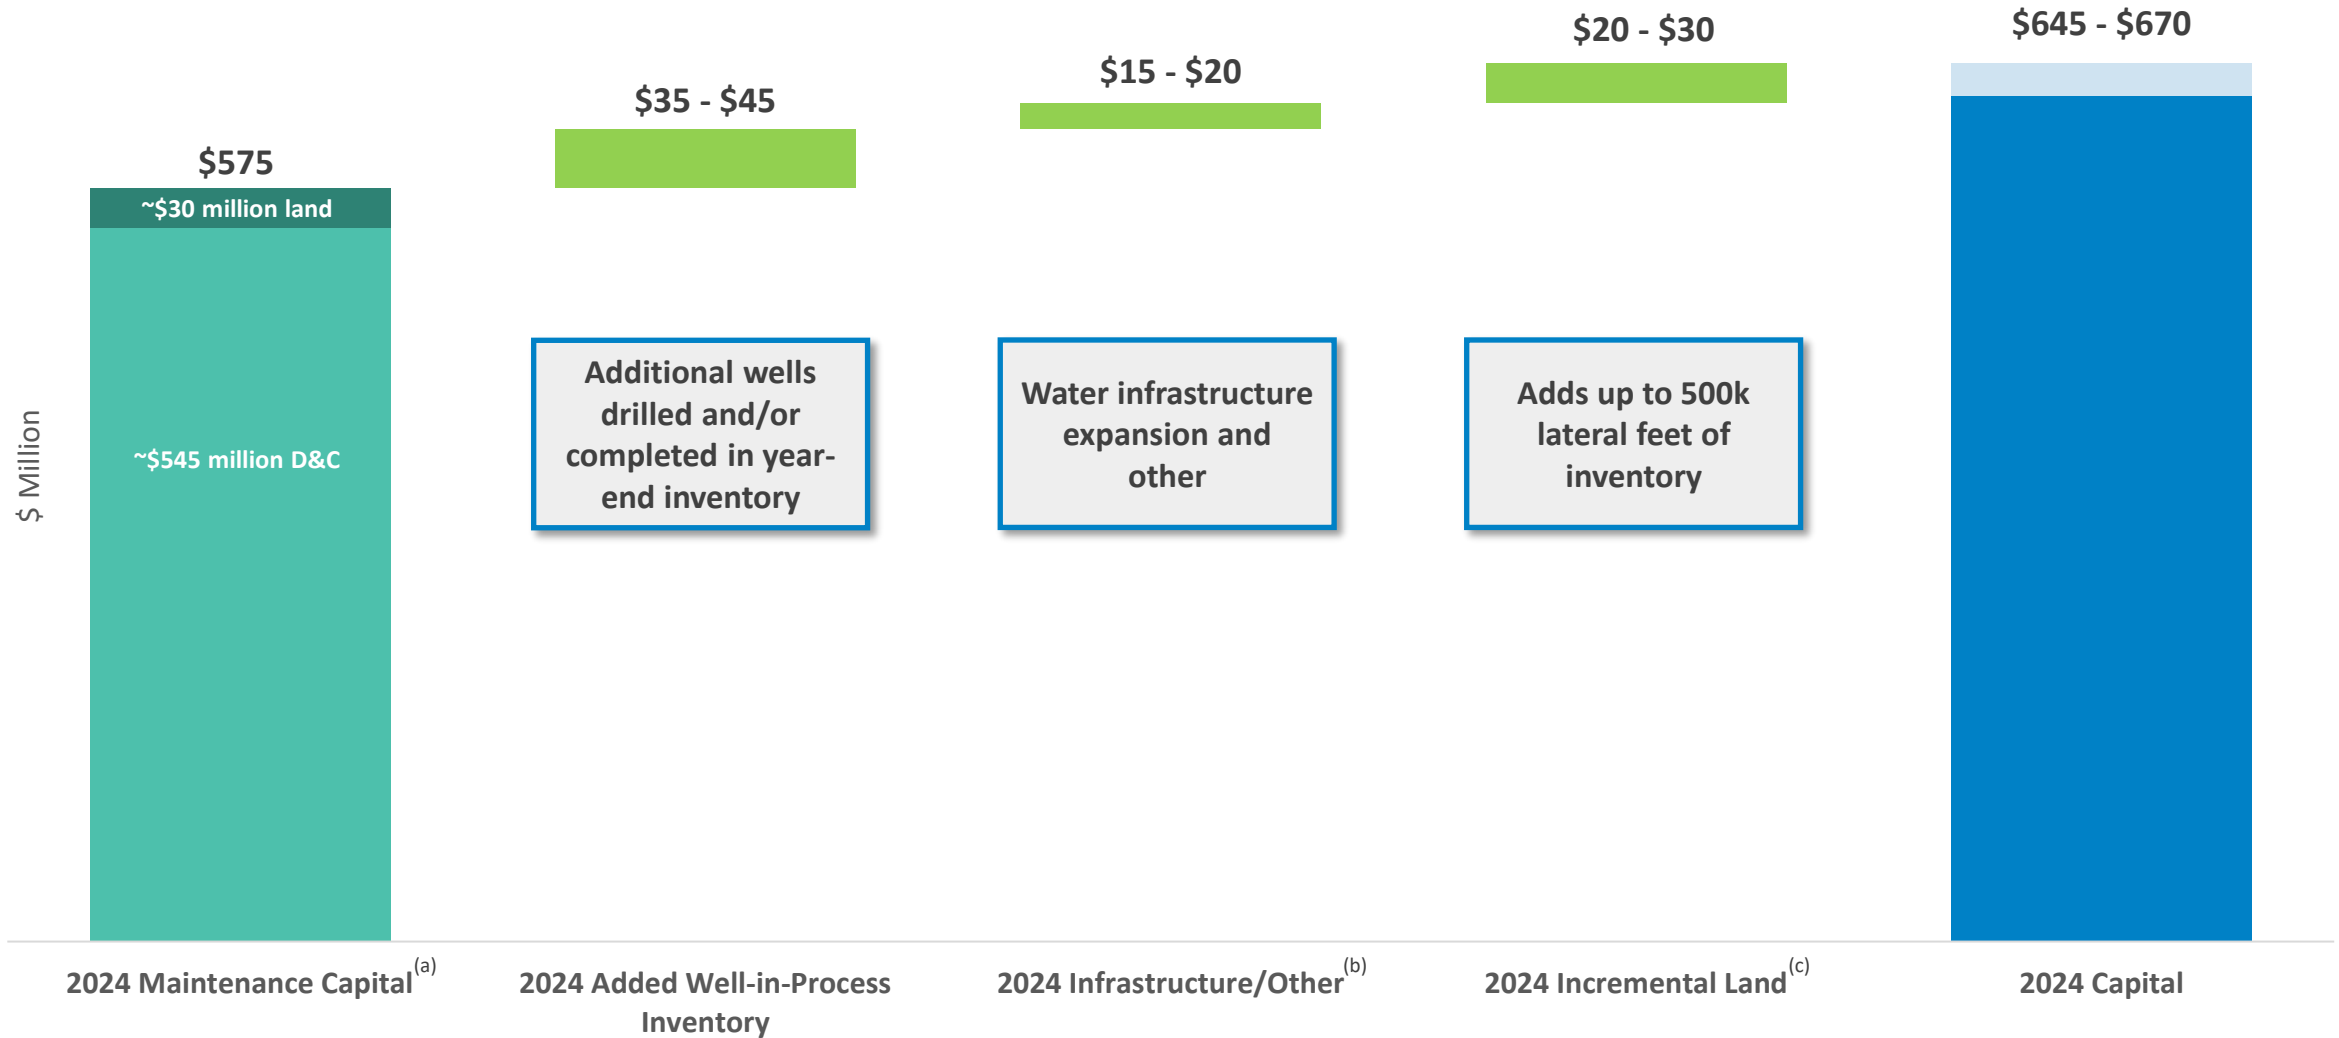 $575
~$30 million land
~$545 million D&C
$35 - $45
$15 - $20
$20 - $30
$645 - $670
Additional wells
drilled and/or
completed in year-
end inventory
Water infrastructure
expansion and
other
Adds up to 500k
lateral feet of
inventory
$ Million
2024 Maintenance Capital(a)
2024 Added Well-in-Process
Inventory
2024 Infrastructure/Other(b)
2024 Incremental Land(c)
2024 Capital